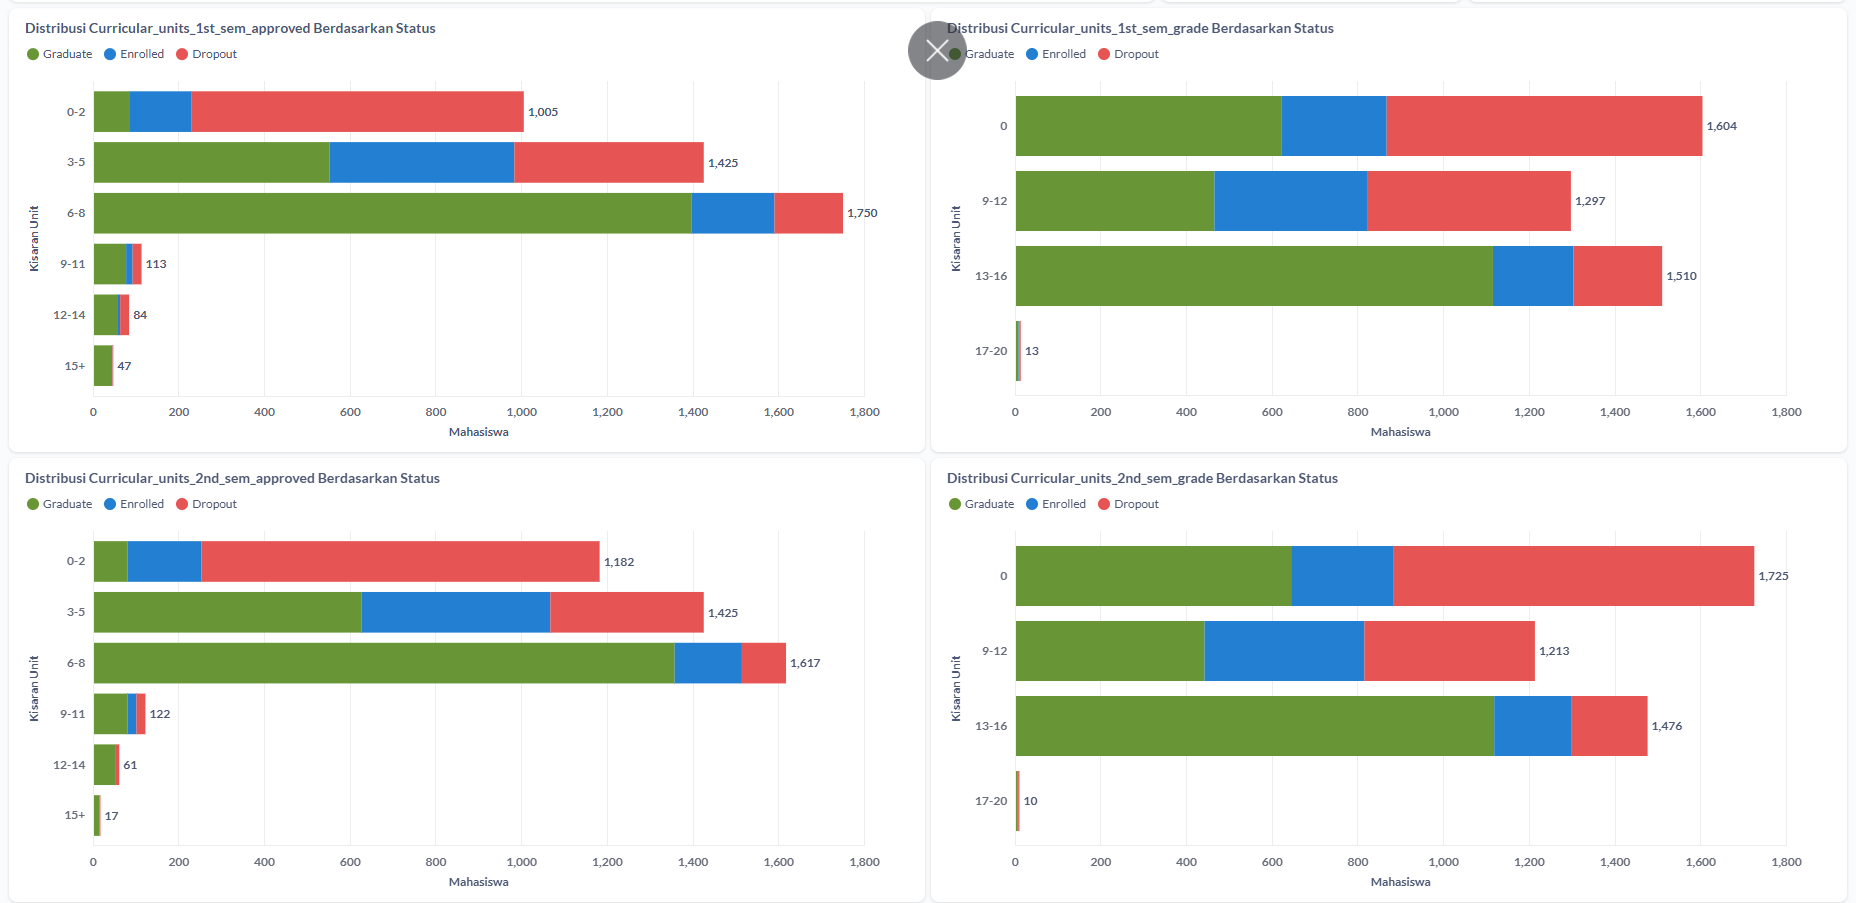 Distribusi Curricular_units_1st_sem_approved Berdasarkan Status
Graduate Enrolled Dropout
Kisaran Unit
0-2 1,005
3-5 1,425
6-8 1,750
9-11 113
12-14 84
15+ 47
0 200 400 600 800 1,000 1,200 1,400 1,600 1,800
Mahasiswa
Distribusi Curricular_units_1st_sem_grade Berdasarkan Status
Graduate Enrolled Dropout
Kisaran Unit
0 1,604
9-12 1,297
13-16 1,510
17-20 13
0 200 400 600 800 1,000 1,200 1,400 1,600 1,800
Mahasiswa
Distribusi Curricular_units_2nd_sem_approved Berdasarkan Status
Graduate Enrolled Dropout
Kisaran Unit
0-2 1,182
3-5 1,425
6-8 1,617
9-11 122
12-14 61
15+ 17
0 200 400 600 800 1,000 1,200 1,400 1,600 1,800
Mahasiswa
Distribusi Curricular_units_2nd_sem_grade Berdasarkan Status
Graduate Enrolled Dropout
Kisaran Unit
0 1,725
9-12 1,213
13-16 1,476
17-20 10
0 200 400 600 800 1,000 1,200 1,400 1,600 1,800
Mahasiswa